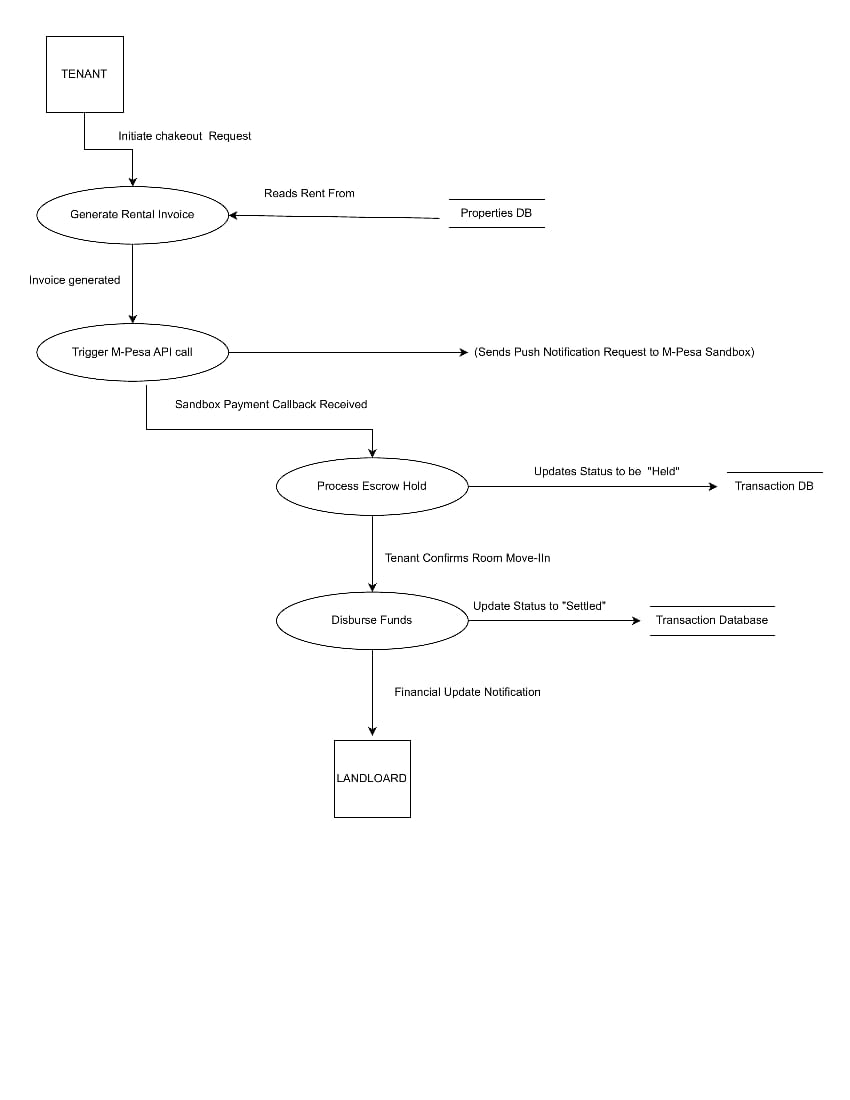 TENANT
Initiate chakeout  Request
Reads Rent From
Generate Rental Invoice
Properties DB
Invoice generated
Trigger M-Pesa API call
(Sends Push Notification Request to M-Pesa Sandbox)
Sandbox Payment Callback Received
Updates Status to be  "Held"
Process Escrow Hold
Transaction DB
Tenant Confirms Room Move-IIn
Update Status to "Settled"
Disburse Funds
Transaction Database
Financial Update Notification
LANDLOARD